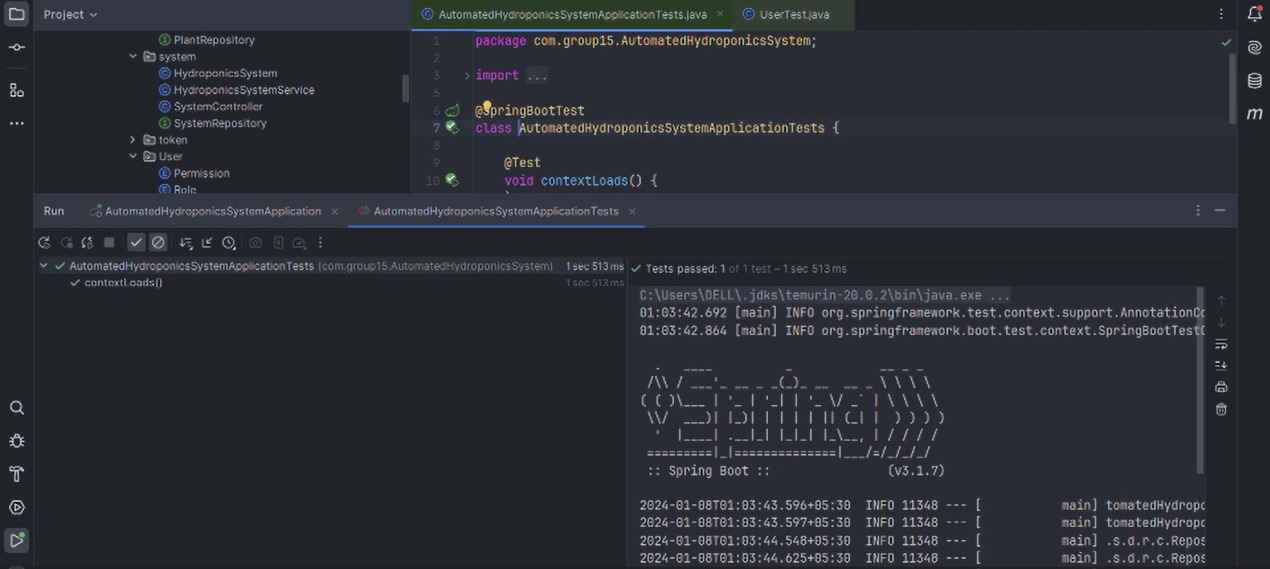 Project
AutomatedHydroponicsSystemApplicationTests.java
UserTest.java
PlantRepository
system
HydroponicsSystem
HydroponicsSystemService
SystemController
SystemRepository
token
User
Permission
Role
1 package com.group15.AutomatedHydroponicsSystem;
2
3 import ...
5
6 @SpringBootTest
7 class AutomatedHydroponicsSystemApplicationTests {
8
9 @Test
10 void contextLoads() {
Run
AutomatedHydroponicsSystemApplication
AutomatedHydroponicsSystemApplicationTests
AutomatedHydroponicsSystemApplicationTests (com.group15.AutomatedHydroponicsSystem) 1 sec 513 ms
contextLoads() 1 sec 513 ms
Tests passed: 1 of 1 test – 1 sec 513 ms
C:\Users\DELL\.jdks\temurin-20.0.2\bin\java.exe ...
01:03:42.692 [main] INFO org.springframework.test.context.support.AnnotationCo
01:03:42.864 [main] INFO org.springframework.boot.test.context.SpringBootTestC
Spring
:: Spring Boot :: (v3.1.7)
2024-01-08T01:03:43.596+05:30 INFO 11348 --- [ main] tomatedHydropo
2024-01-08T01:03:43.597+05:30 INFO 11348 --- [ main] tomatedHydropo
2024-01-08T01:03:44.548+05:30 INFO 11348 --- [ main] .s.d.r.c.Repos
2024-01-08T01:03:44.625+05:30 INFO 11348 --- [ main] .s.d.r.c.Repos